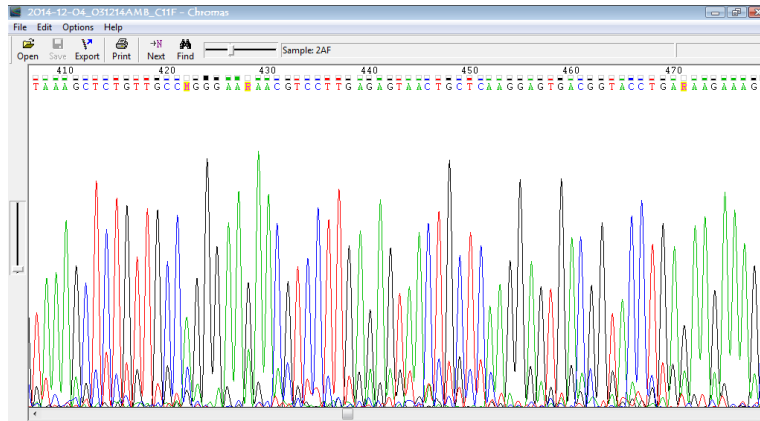 2014-12-04_031214AMB_C11F - Chromas
File Edit Options Help
Open Save Export Print →N Next Find Sample: 2AF
410 420 430 440 450 460 470
TAAAGCTCTGTTGCCMGGGAARAACGTCCTTGAGAGTAACTGCTCAAGGAGTGACGGTACCTGARAAGAAAG